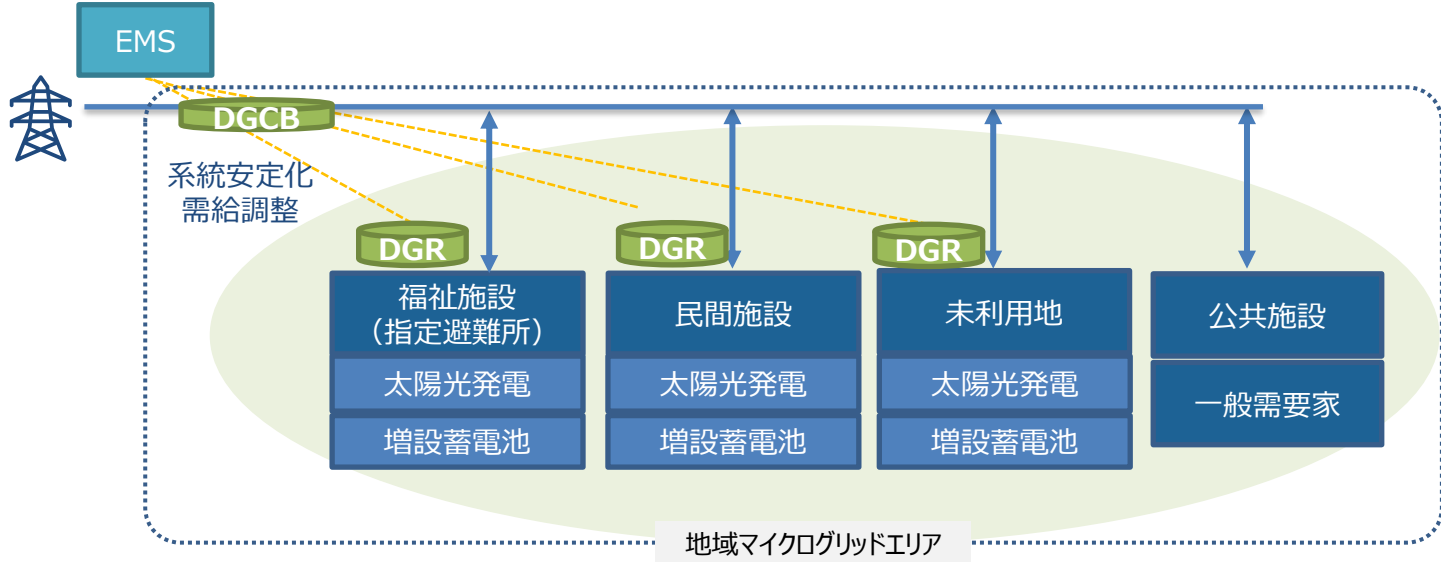 EMS
DGCB
系統安定化
需給調整
DGR
DGR
DGR
福祉施設
（指定避難所）
太陽光発電
増設蓄電池
民間施設
太陽光発電
増設蓄電池
未利用地
太陽光発電
増設蓄電池
公共施設
一般需要家
地域マイクログリッドエリア